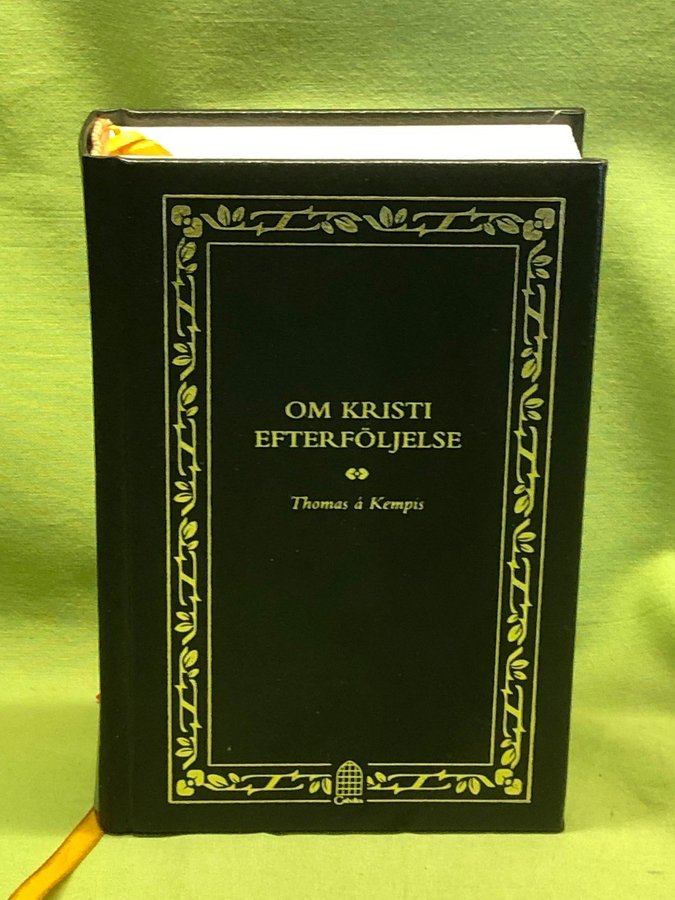 OM KRISTI
EFTERFÖLJELSE
Thomas á Kempis